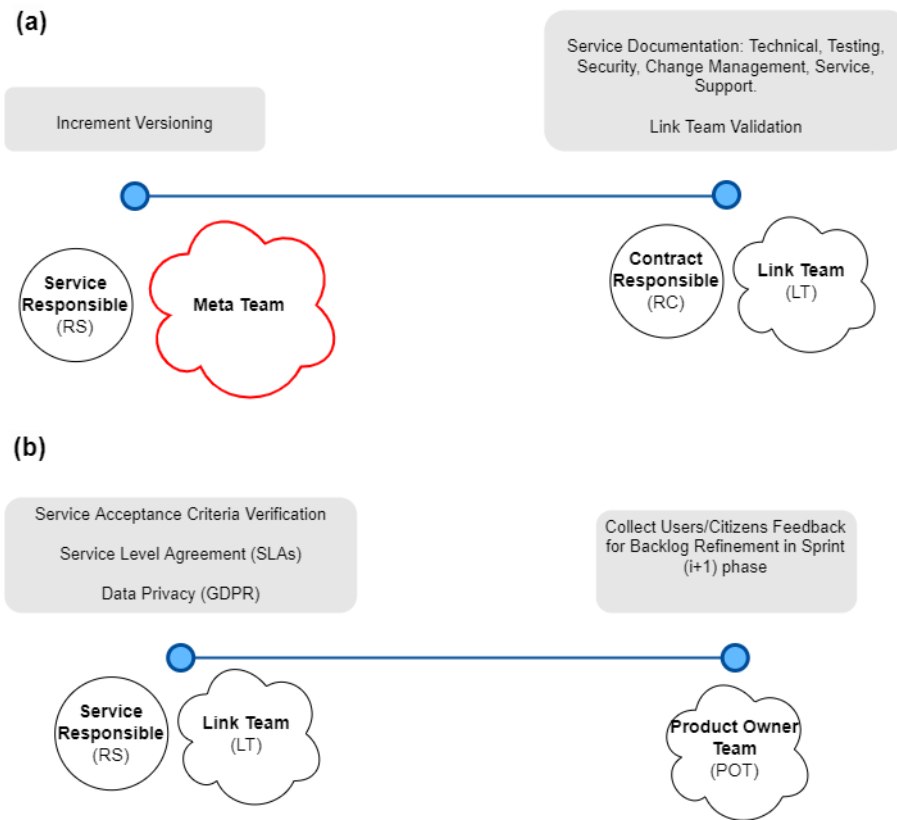 (a)
Increment Versioning
Service Documentation: Technical, Testing,
Security, Change Management, Service,
Support.
Link Team Validation
Service
Responsible
(RS)
Meta Team
Contract
Responsible
(RC)
Link Team
(LT)
(b)
Service Acceptance Criteria Verification
Service Level Agreement (SLAs)
Data Privacy (GDPR)
Collect Users/Citizens Feedback
for Backlog Refinement in Sprint
(i+1) phase
Service
Responsible
(RS)
Link Team
(LT)
Product Owner
Team
(POT)